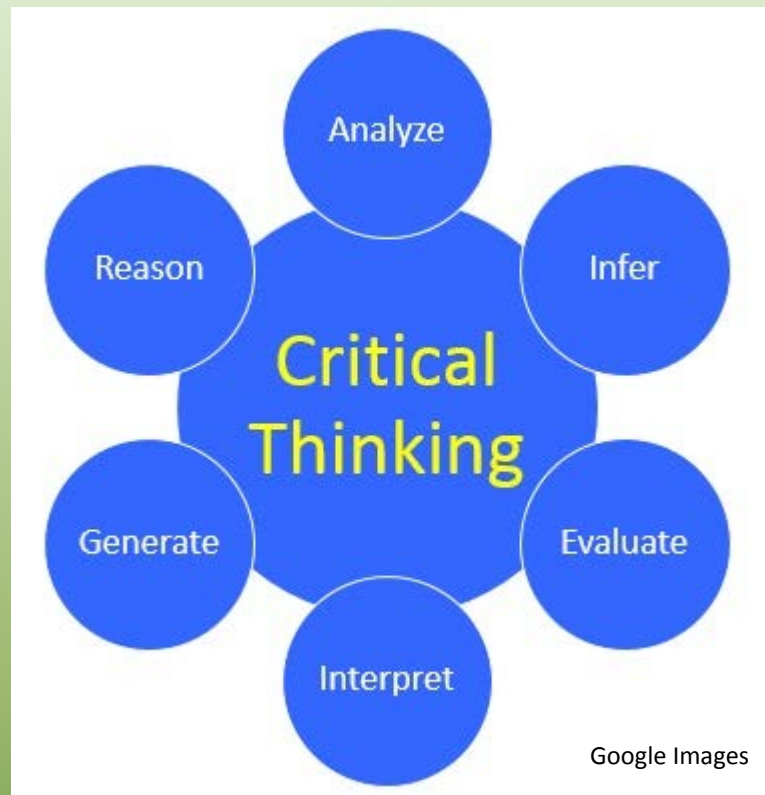 Analyze
Reason
Infer
Critical
Thinking
Generate
Evaluate
Interpret
Google Images